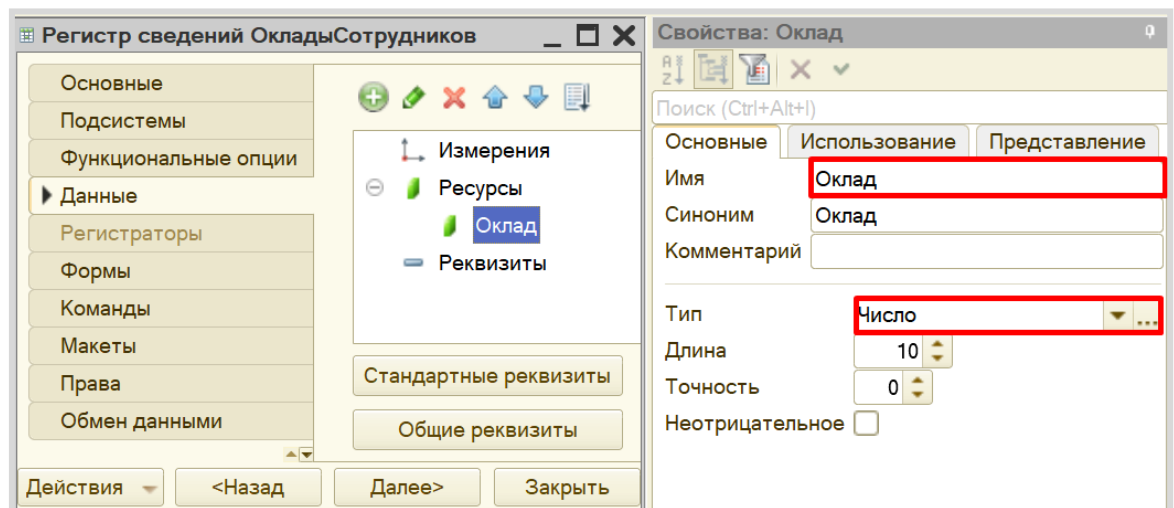 Регистр сведений ОкладыСотрудников
Основные
Подсистемы
Функциональные опции
Данные
Регистраторы
Формы
Команды
Макеты
Права
Обмен данными
Измерения
Ресурсы
Оклад
Реквизиты
Стандартные реквизиты
Общие реквизиты
Действия <Назад Далее> Закрыть
Свойства: Оклад
Поиск (Ctrl+Alt+I)
Основные Использование Представление
Имя Оклад
Синоним Оклад
Комментарий
Тип Число ...
Длина 10
Точность 0
Неотрицательное